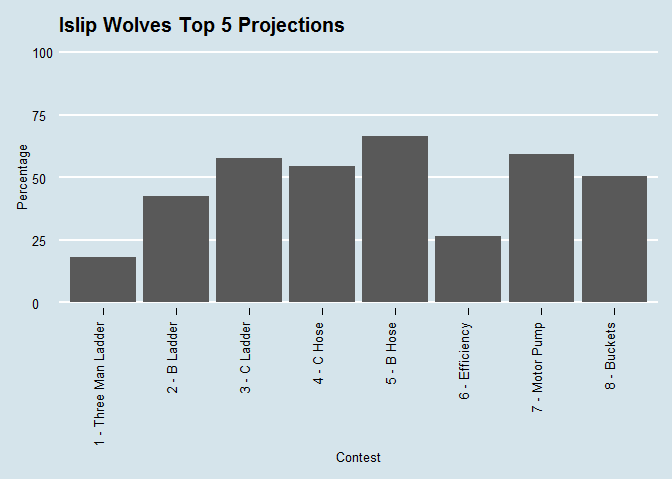 Islip Wolves Top 5 Projections
Percentage
100
75
50
25
0
1 - Three Man Ladder
2 - B Ladder
3 - C Ladder
4 - C Hose
5 - B Hose
6 - Efficiency
7 - Motor Pump
8 - Buckets
Contest